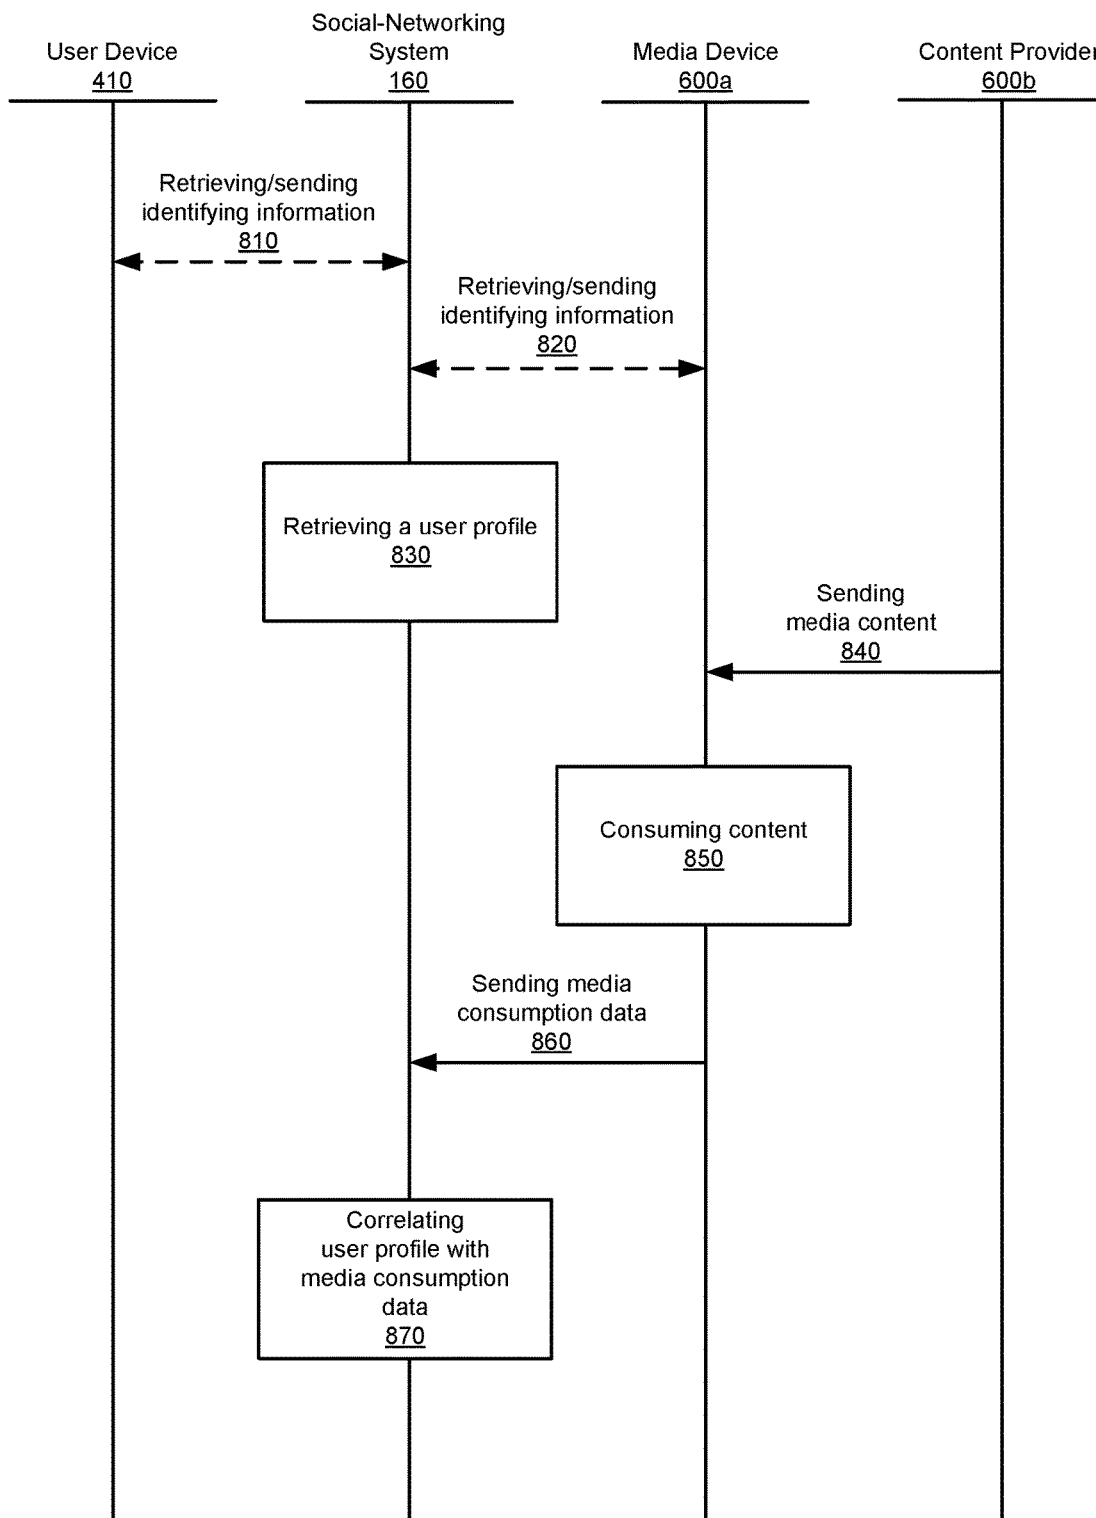 Social-Networking
User Device
System
Media Device
Content Provider
410
160
600a
600b
Retrieving/sending
identifying information
810
Retrieving/sending
identifying information
820
Retrieving a user profile
830
Sending
media content
840
Consuming content
850
Sending media
consumption data
860
Correlating
user profile with
media consumption
data
870